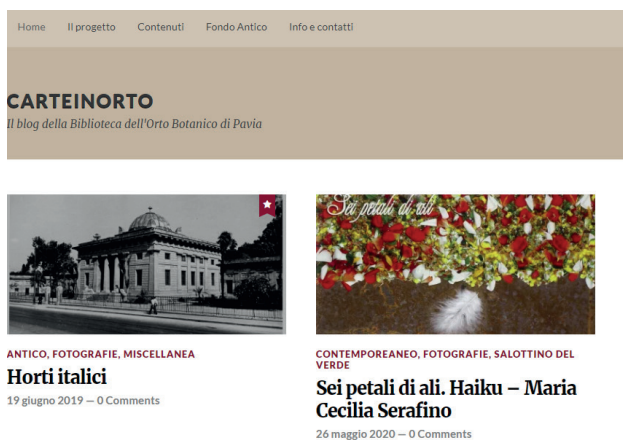 Home Il progetto Contenuti Fondo Antico Info e contatti
CARTEINORTO
Il blog della Biblioteca dell'Orto Botanico di Pavia
ANTICO, FOTOGRAFIE, MISCELLANEA
Horti italici
19 giugno 2019 — 0 Comments
Sei petali di ali
CONTEMPOREANEO, FOTOGRAFIE, SALOTTINO DEL
VERDE
Sei petali di ali. Haiku – Maria
Cecilia Serafino
26 maggio 2020 — 0 Comments